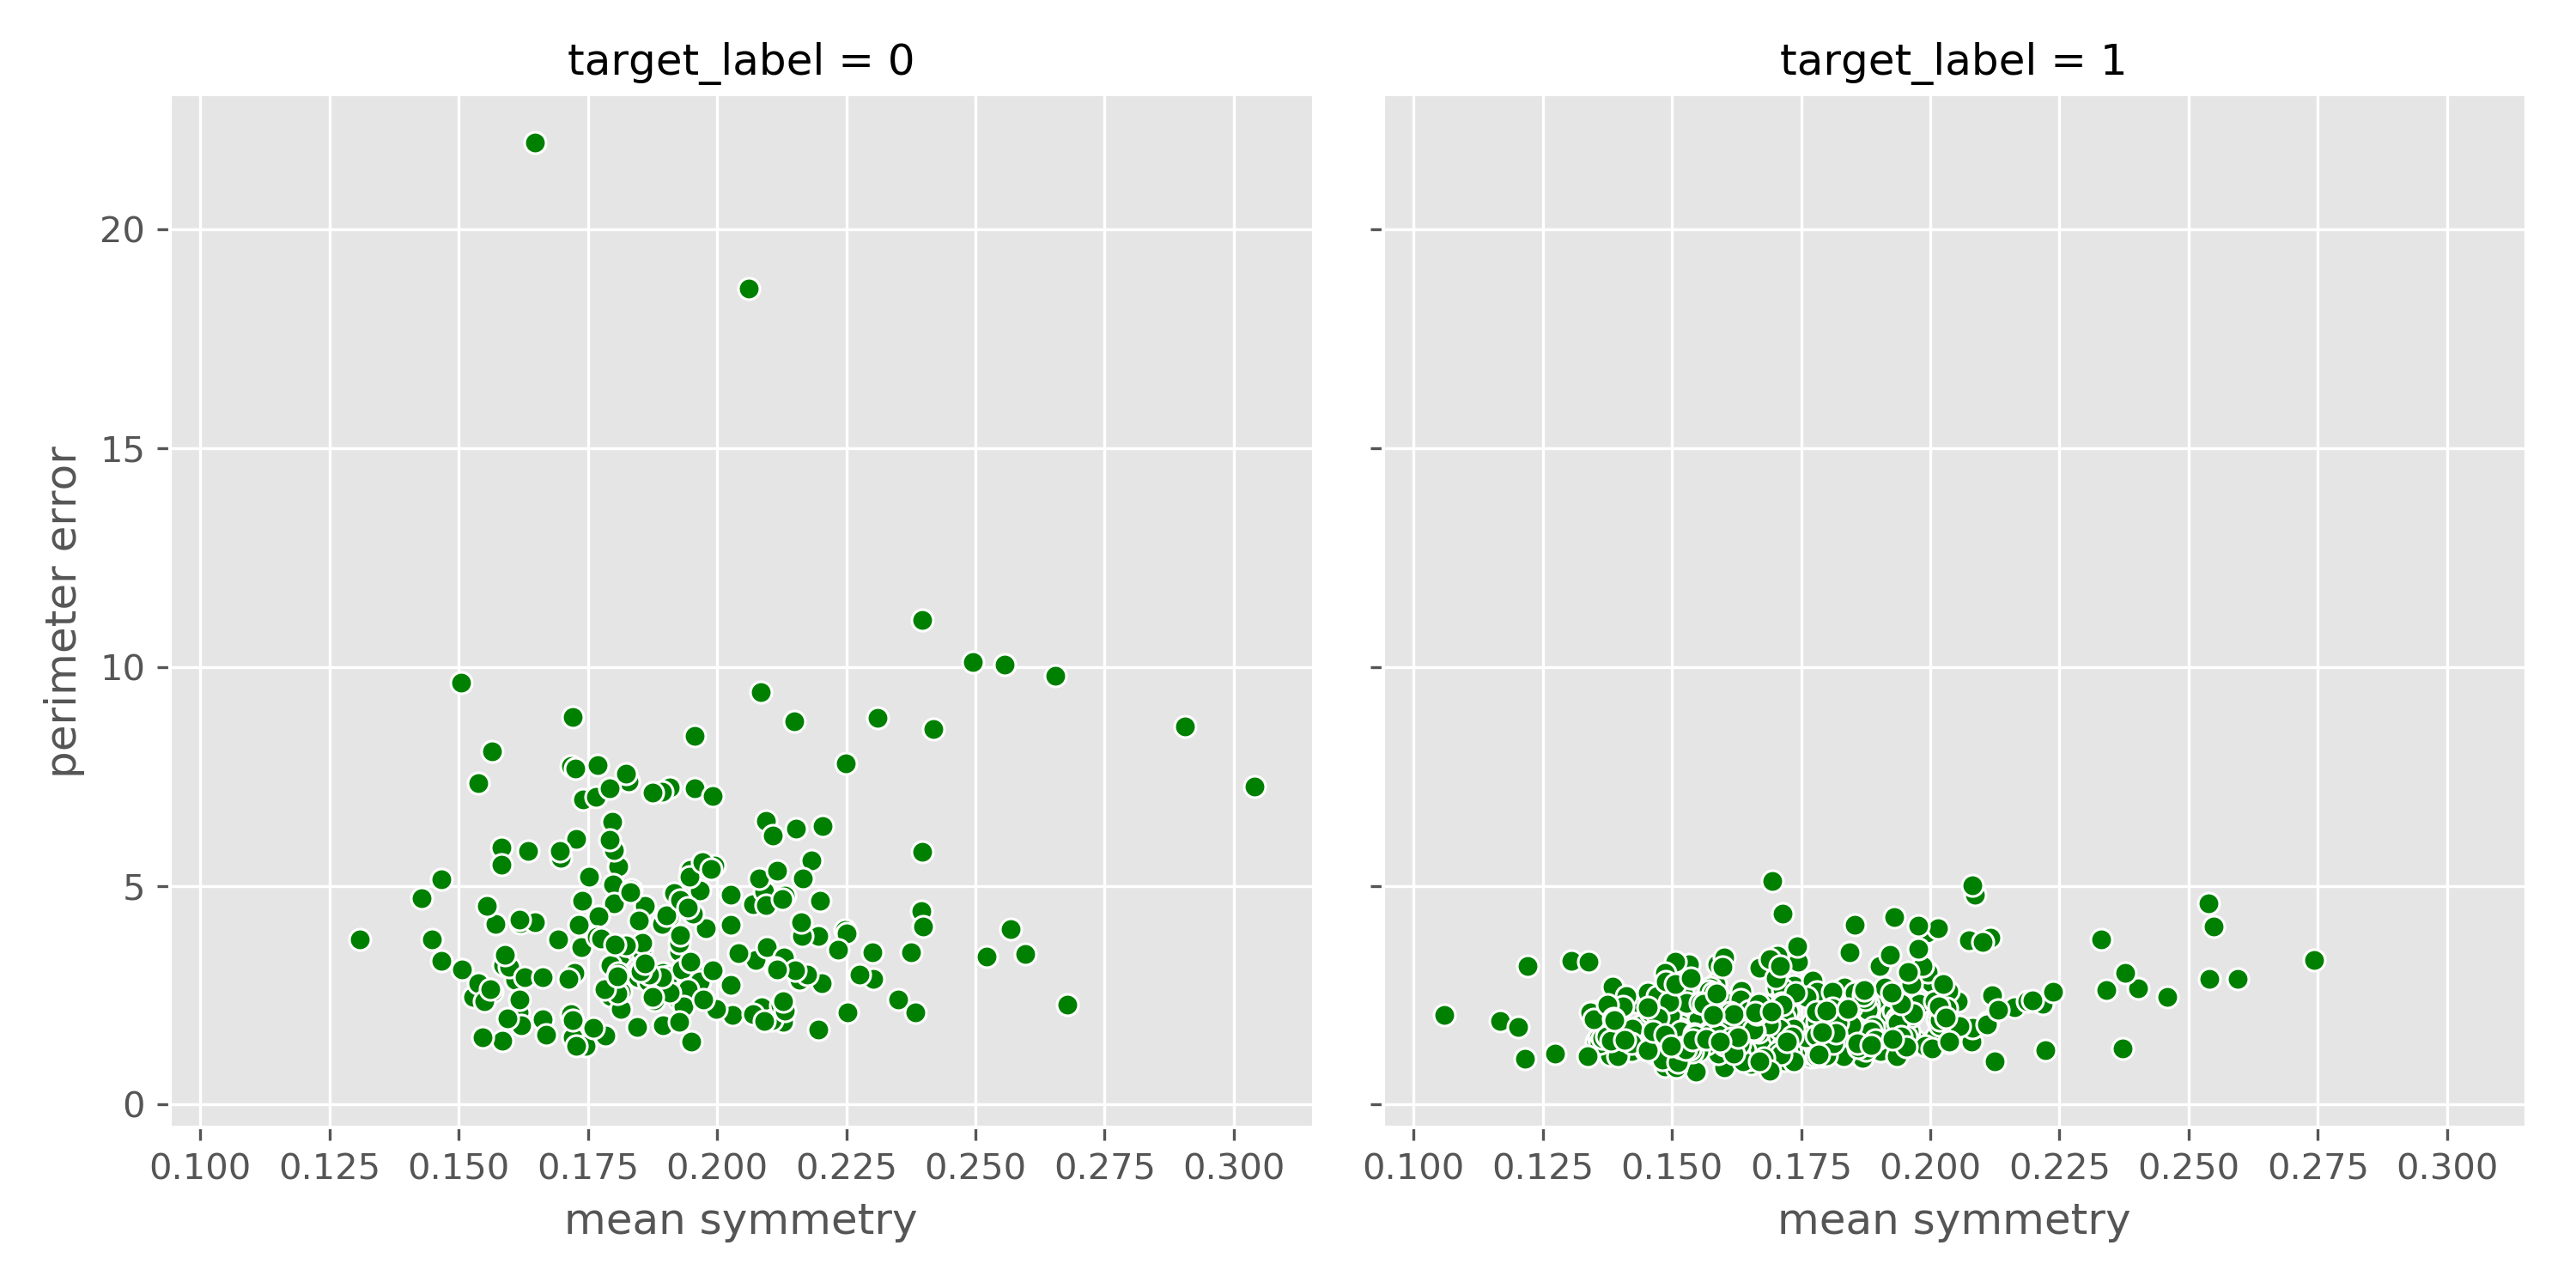 target_label = 0
target_label = 1
perimeter error
20
15
10
5
0
0.100 0.125 0.150 0.175 0.200 0.225 0.250 0.275 0.300
0.100 0.125 0.150 0.175 0.200 0.225 0.250 0.275 0.300
mean symmetry
mean symmetry